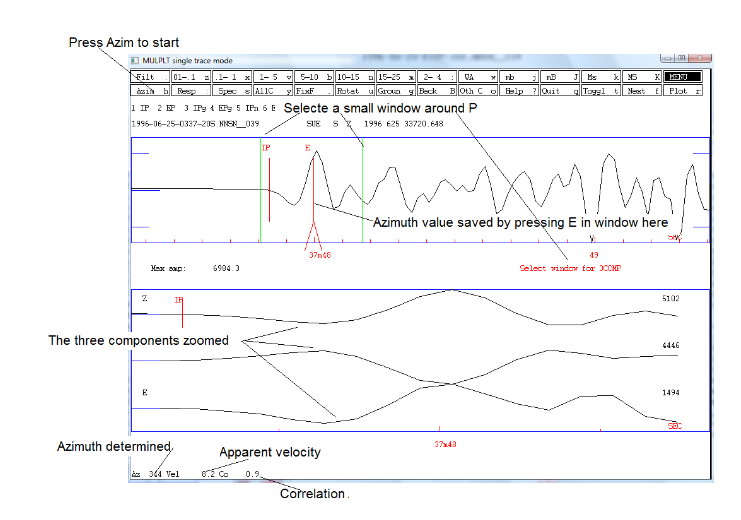 Press Azim to start
MULPLT single trace mode
Filt . 01-.1 z .1- 1 x 1- 5 v 5-10 b 10-15 n 15-25 m 2- 4 : WA w mb j mB J Ms k MS K MENU
Azim h Resp Spec s AllC y FixF . Rotat u Groun g Back B Oth C o Help ? Quit q Toggl t Next f Plot r
1 IP 2 EP 3 IPg 4 EPg 5 IPn 6 E
Selecte a small window around P
1996-06-25-0337-20S.NNSN__039 SUE S Z 1996 625 33720.648
IP E
Azimuth value saved by pressing E in window here
37m48 49 SEC
Max amp: 6984.3 Select window for 3COMP
Z IP 5102
The three components zoomed
4446
E 1494
SEC
37m48
Azimuth determined
Apparent velocity
Az 344 Vel 8.2 Co 0.9
Correlation.